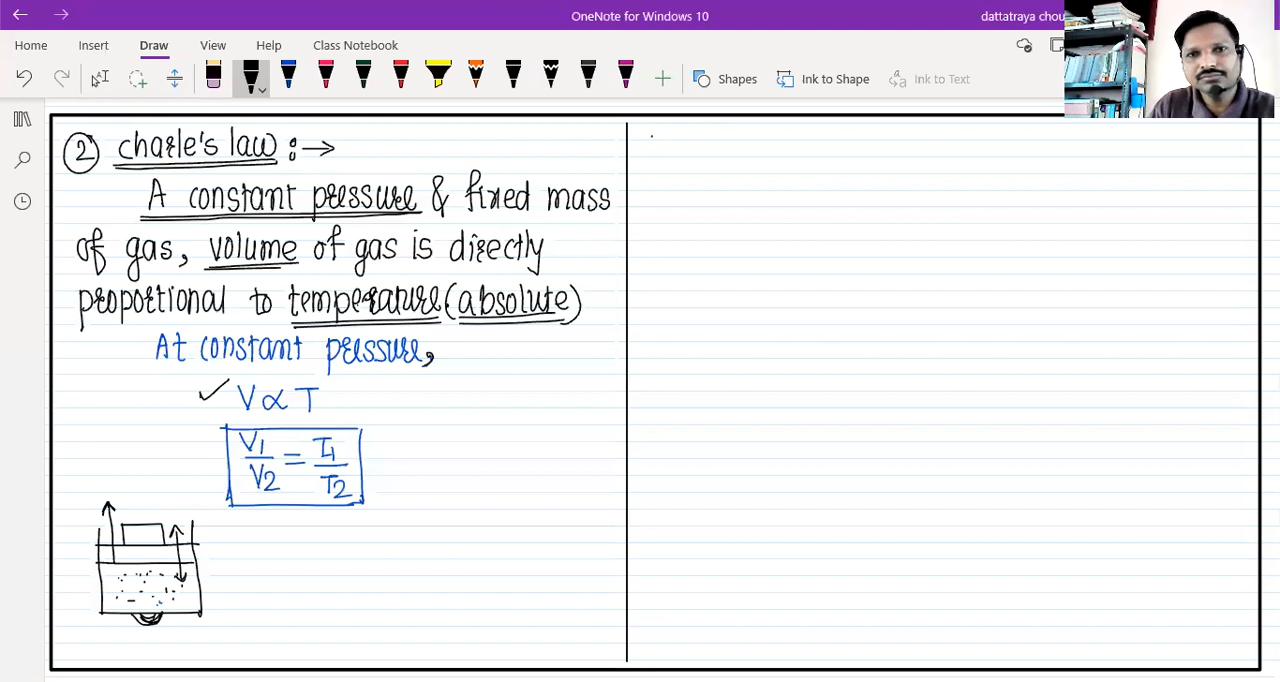 OneNote for Windows 10
dattatraya chou
Home Insert Draw View Help Class Notebook
Shapes Ink to Shape Ink to Text
2 charle's law :→
A constant pressure & fixed mass
of gas, volume of gas is directly
proportional to temperature (absolute)
At constant pressure,
✓ V ∝ T
V1/V2 = T1/T2